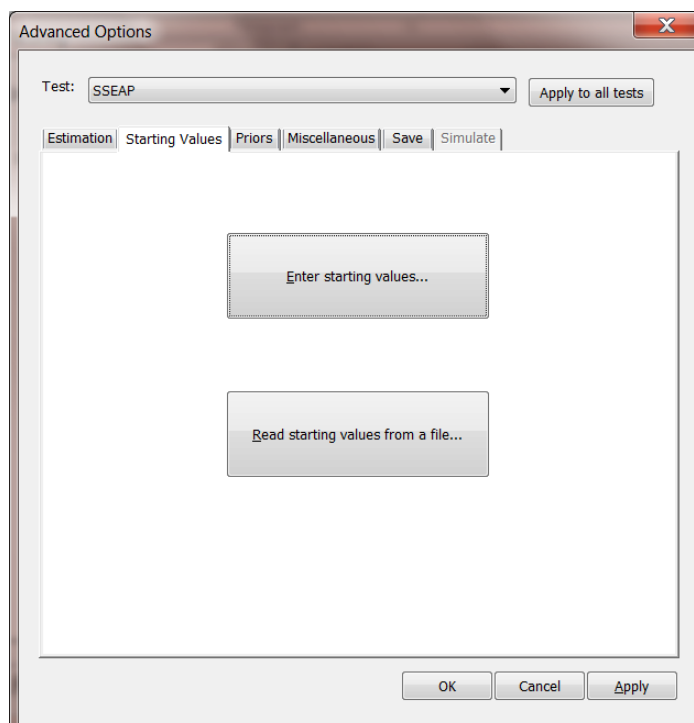 Advanced Options
Test: SSEAP Apply to all tests
Estimation Starting Values Priors Miscellaneous Save Simulate
Enter starting values...
Read starting values from a file...
OK Cancel Apply